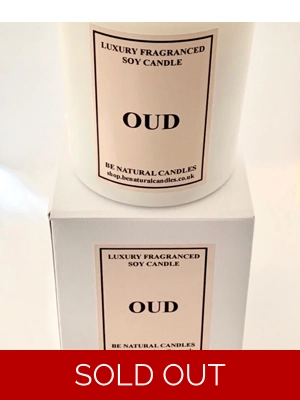 LUXURY FRAGRANCED
SOY CANDLE
OUD
BE NATURAL CANDLES
shop.benaturalcandles.co.uk
LUXURY FRAGRANCED
SOY CANDLE
OUD
BE NATURAL CANDLES
SOLD OUT